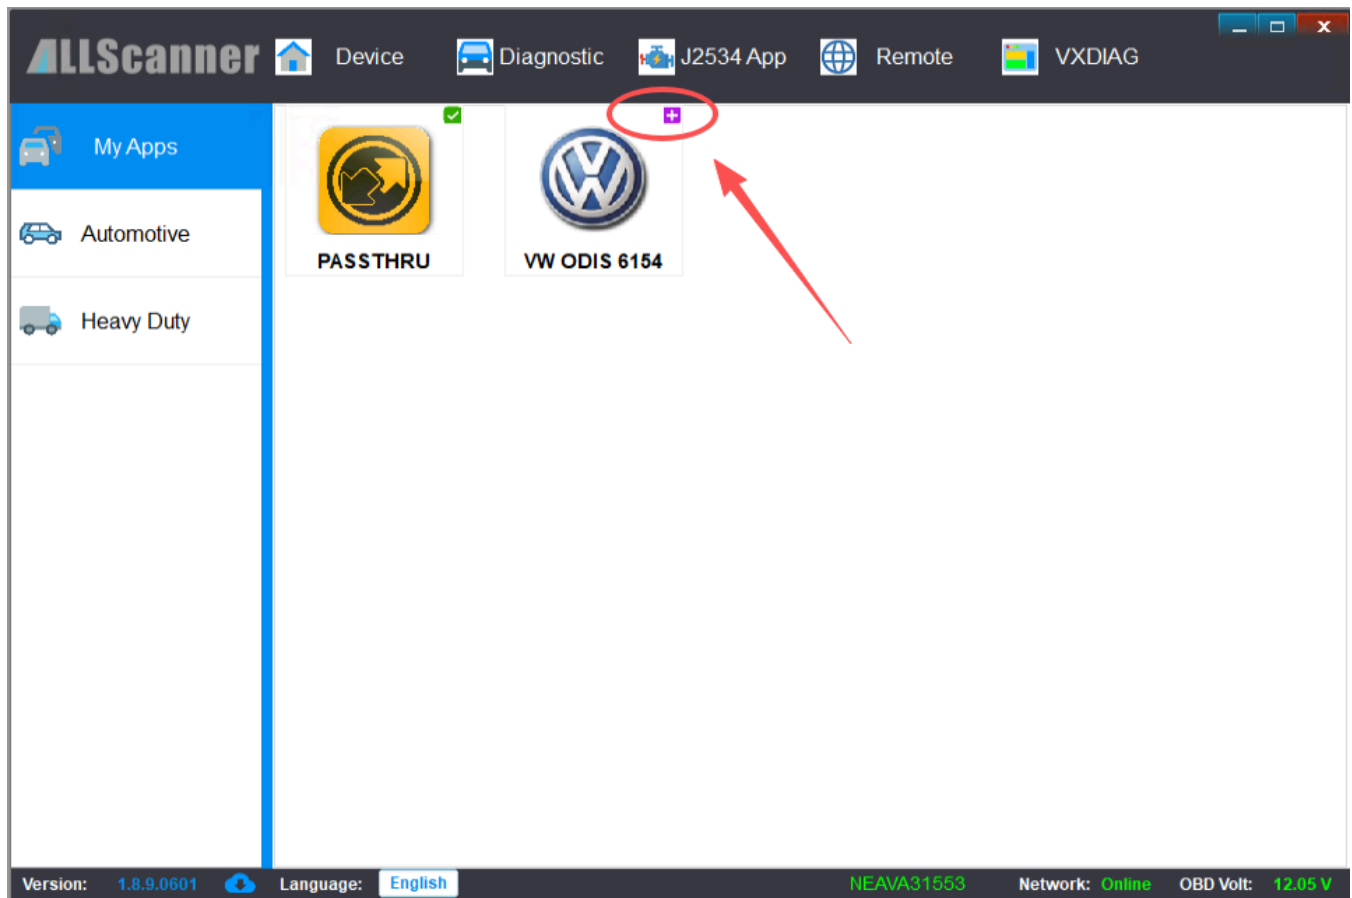 ALLScanner Device Diagnostic J2534 App Remote VXDIAG
My Apps
Automotive
Heavy Duty
PASSTHRU
VW ODIS 6154
Version: 1.8.9.0601 Language: English NEAVA31553 Network: Online OBD Volt: 12.05 V